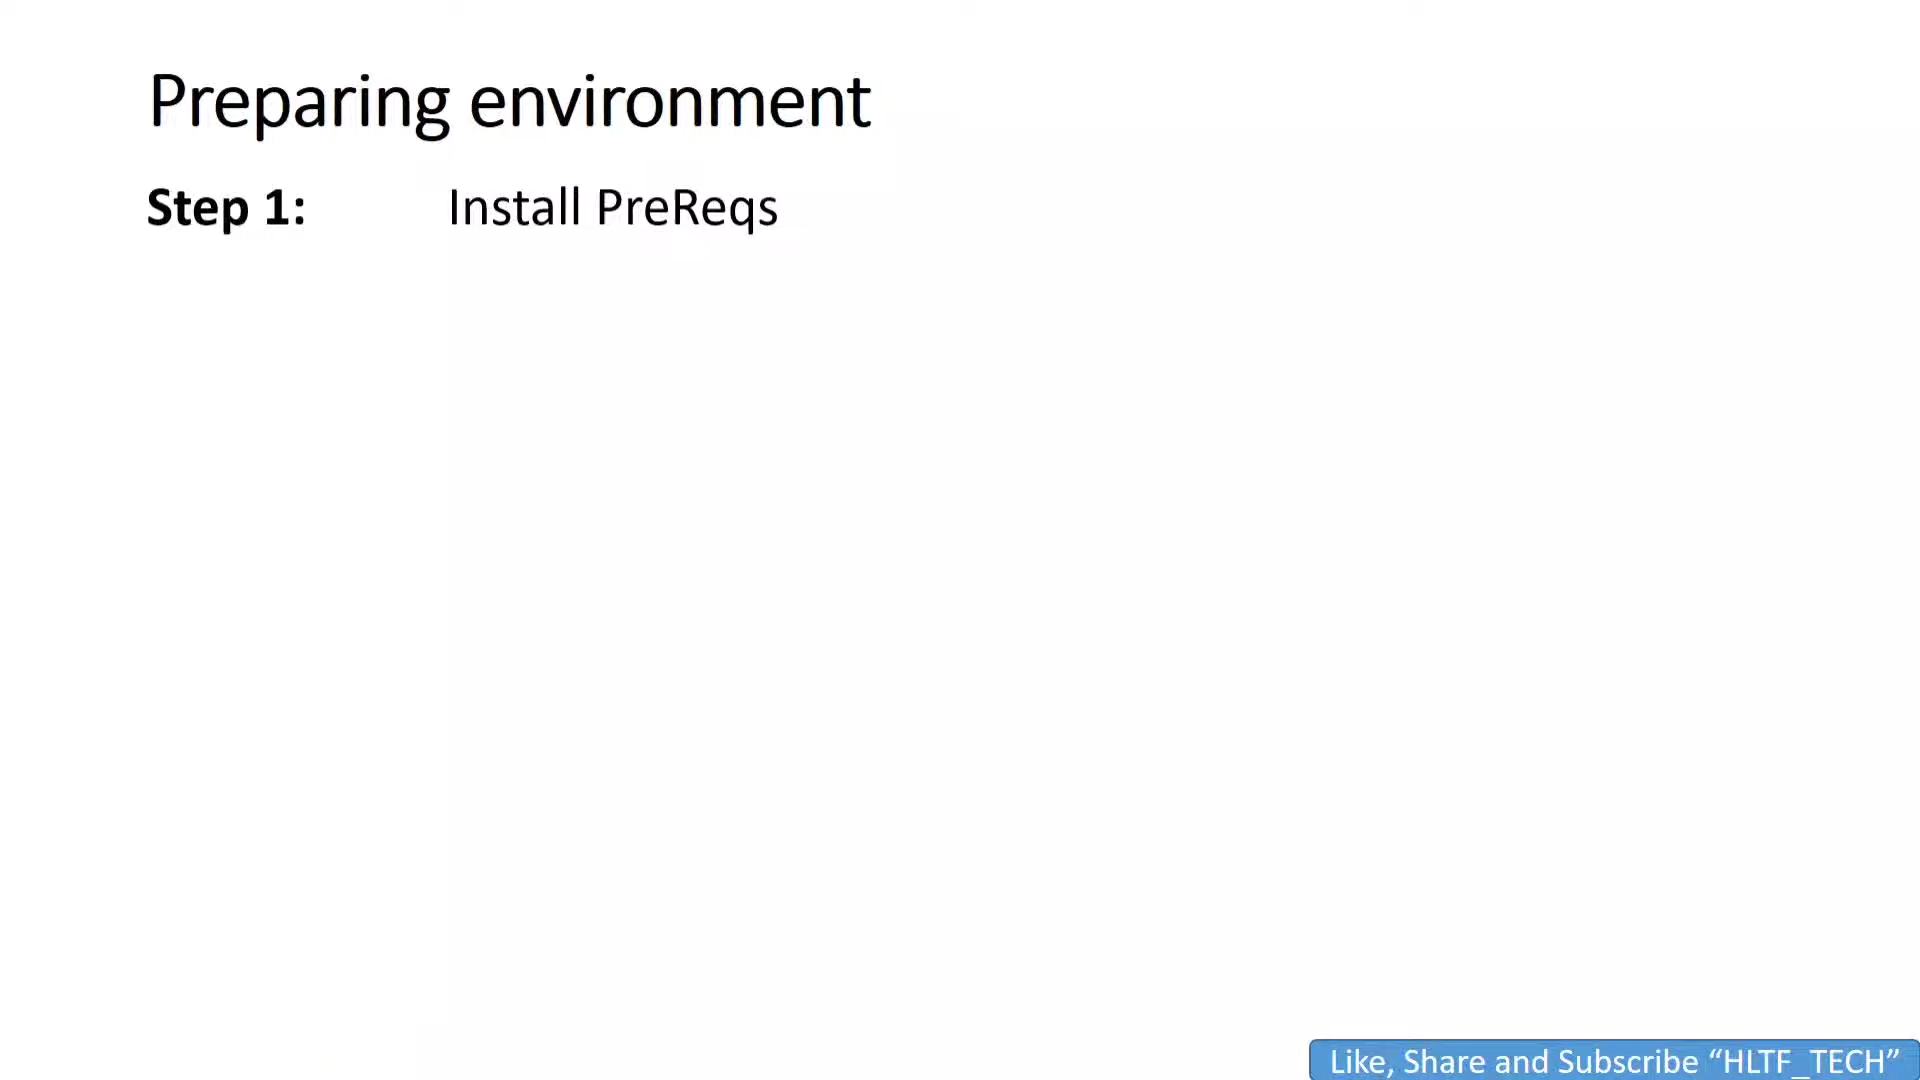 Preparing environment
Step 1: Install PreReqs
Like, Share and Subscribe “HLTF_TECH”